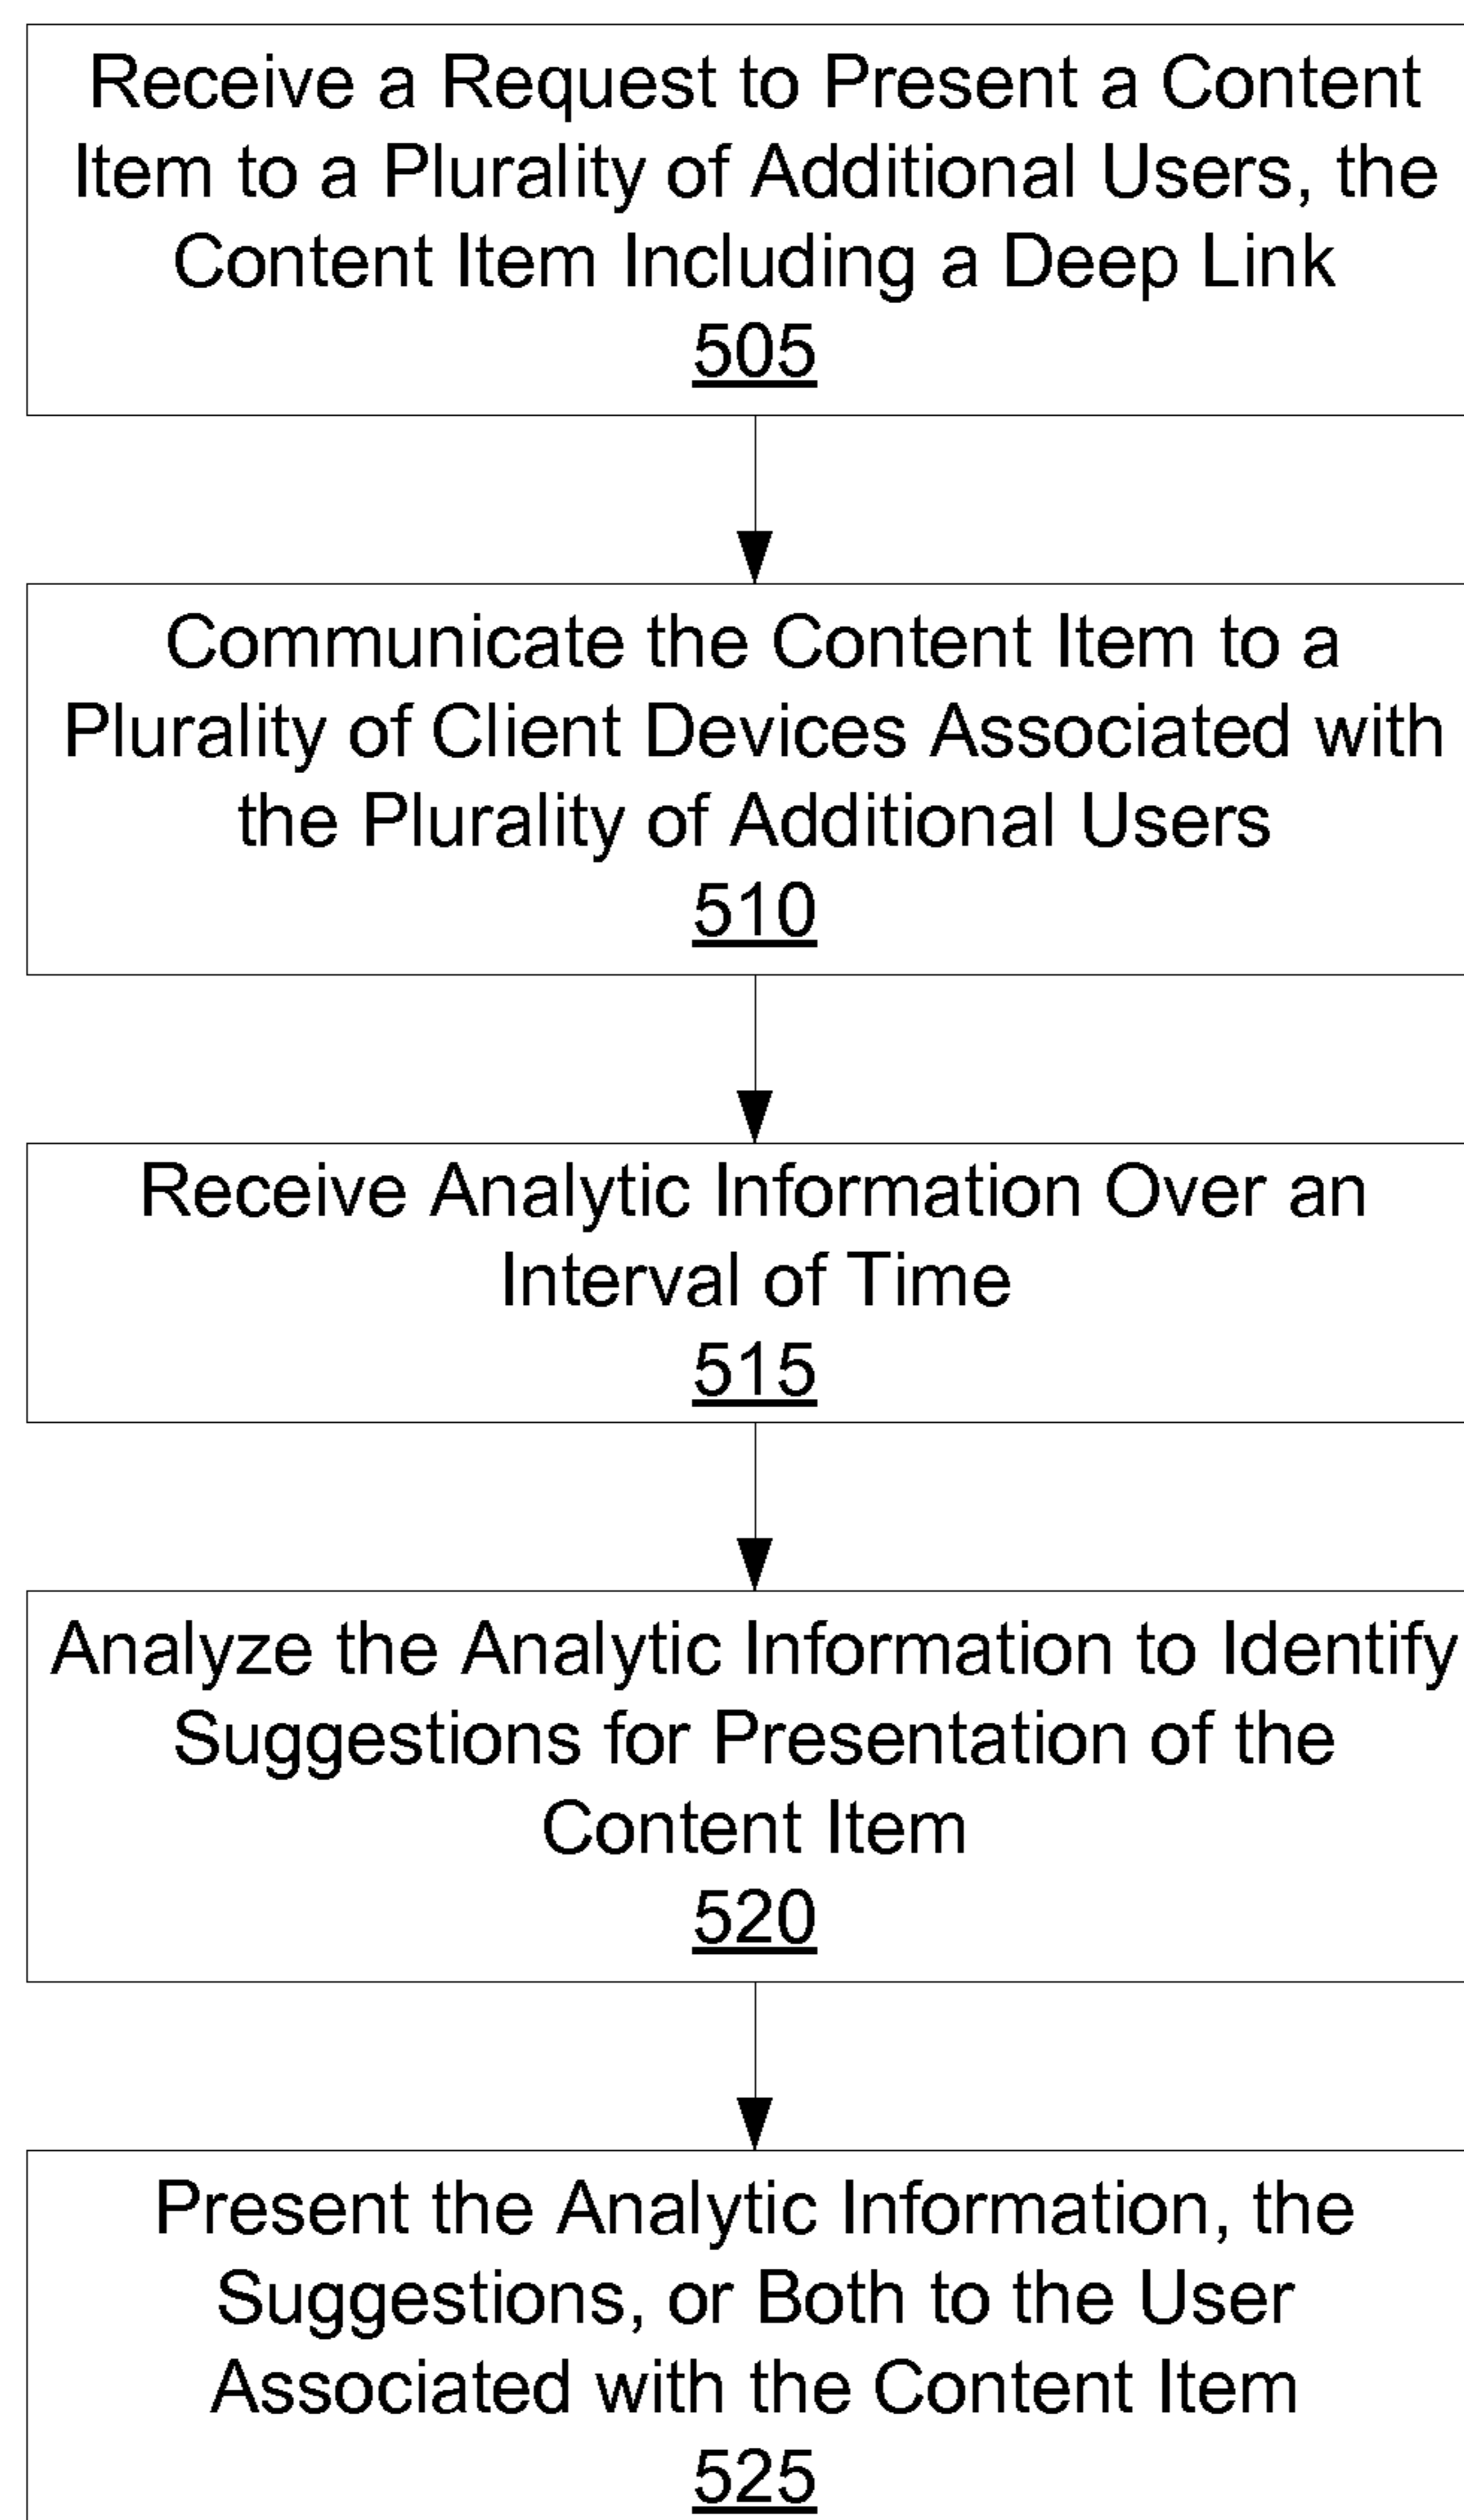 Receive a Request to Present a Content
Item to a Plurality of Additional Users, the
Content Item Including a Deep Link
505
Communicate the Content Item to a
Plurality of Client Devices Associated with
the Plurality of Additional Users
510
Receive Analytic Information Over an
Interval of Time
515
Analyze the Analytic Information to Identify
Suggestions for Presentation of the
Content Item
520
Present the Analytic Information, the
Suggestions, or Both to the User
Associated with the Content Item
525